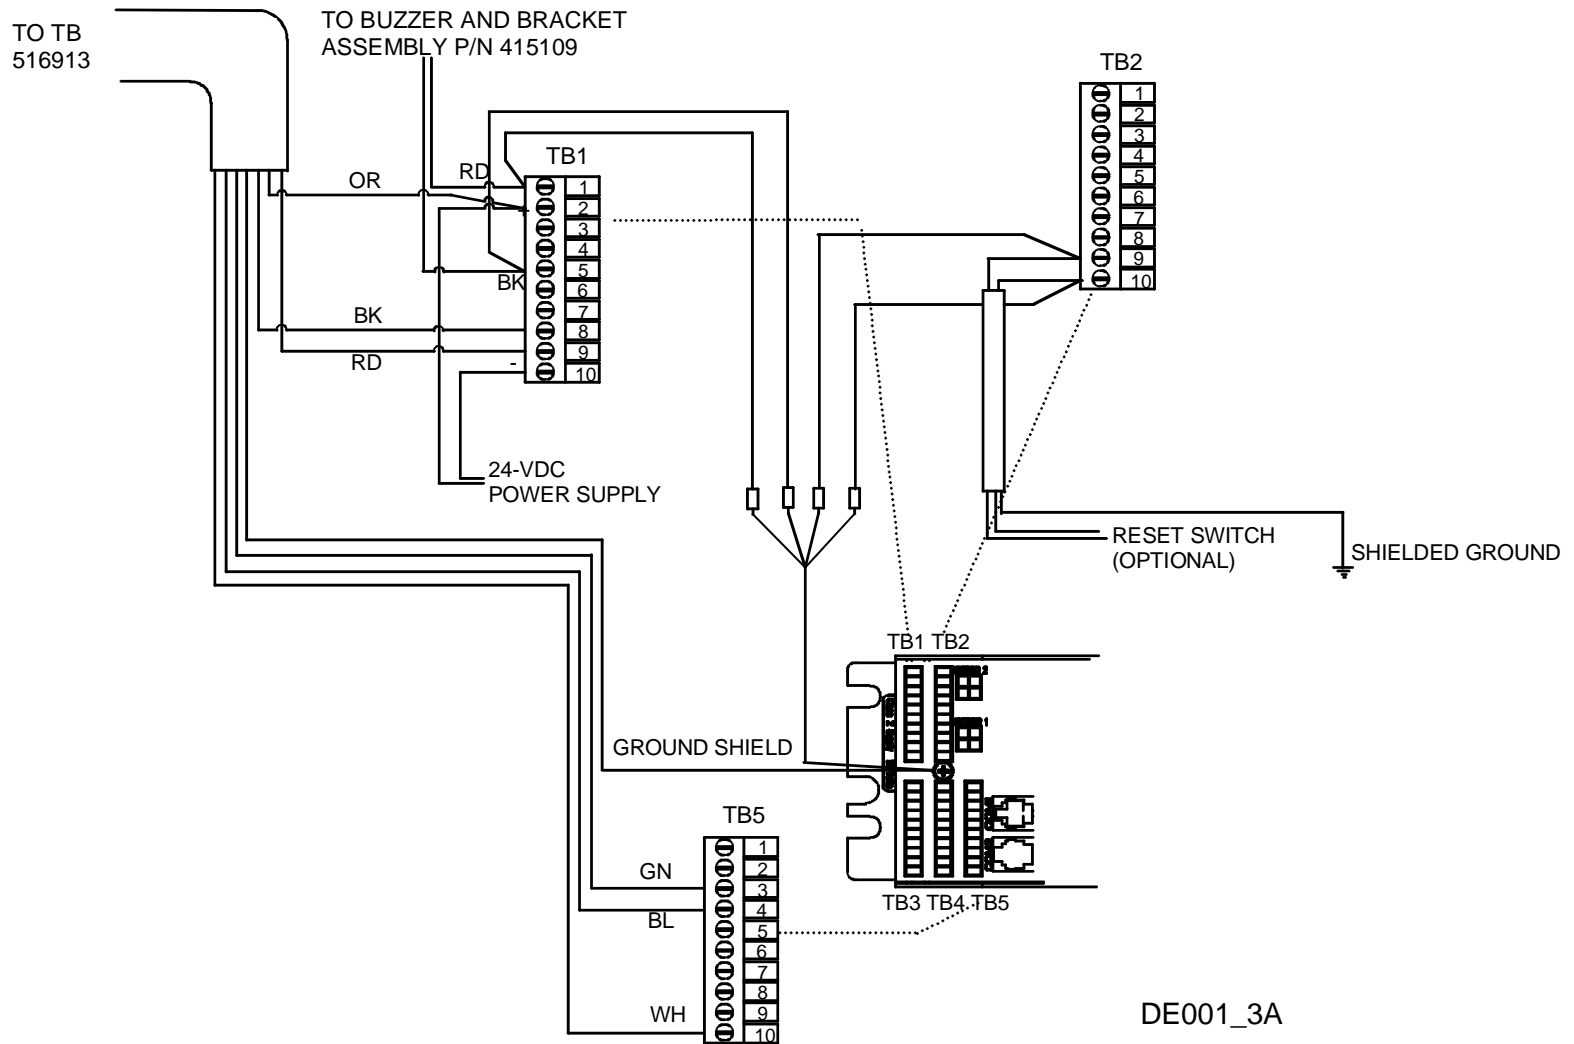 TO TB
516913
TO BUZZER AND BRACKET
ASSEMBLY P/N 415109
TB2
1
2
3
4
5
6
7
8
9
10
TB1
OR
RD
+
BK
BK
RD
-
1
2
3
4
5
6
7
8
9
10
24-VDC
POWER SUPPLY
RESET SWITCH
(OPTIONAL)
SHIELDED GROUND
TB1 TB2
GROUND SHIELD
TB3 TB4 TB5
TB5
GN
BL
WH
1
2
3
4
5
6
7
8
9
10
DE001_3A